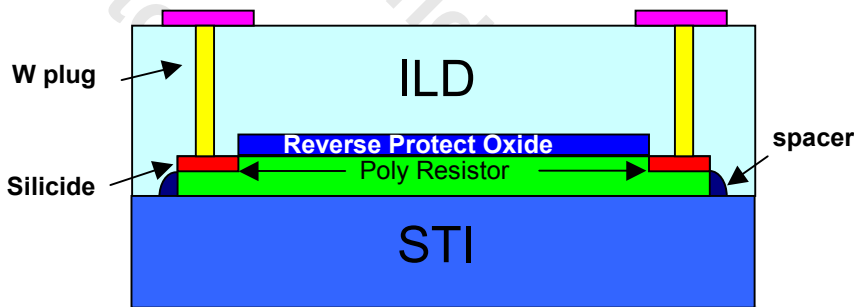 W plug
ILD
Reverse Protect Oxide
spacer
Poly Resistor
Silicide
STI